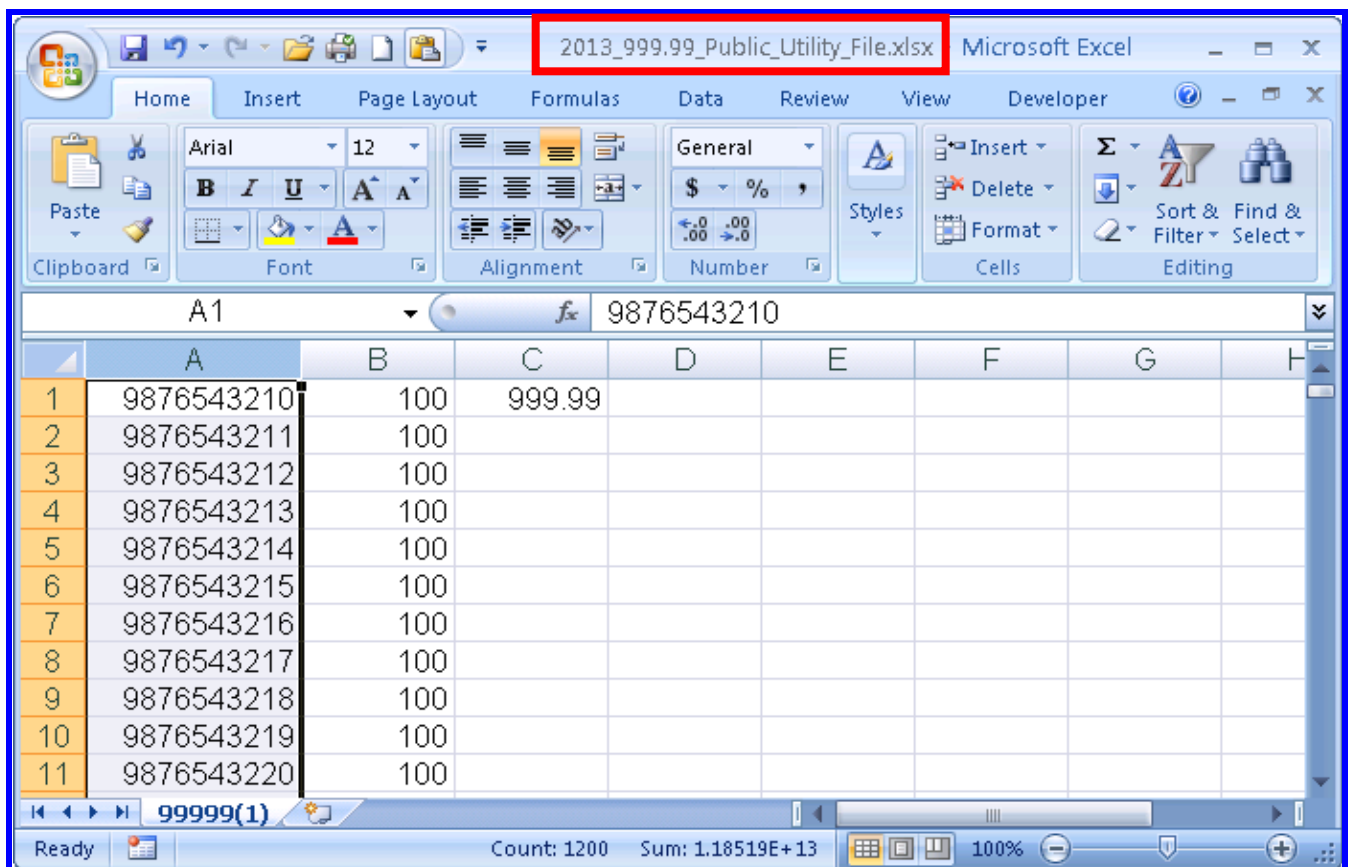 2013_999.99_Public_Utility_File.xlsx Microsoft Excel
Home Insert Page Layout Formulas Data Review View Developer
Paste
Clipboard
Arial 12
B I U A A
A
Font
Alignment
General
$ % ,
.0 .00 .00 .0
Number
Styles
Insert
Delete
Format
Cells
Σ
Sort & Filter
Find & Select
Editing
A1 fx 9876543210
A B C D E F G H
1 9876543210 100 999.99
2 9876543211 100
3 9876543212 100
4 9876543213 100
5 9876543214 100
6 9876543215 100
7 9876543216 100
8 9876543217 100
9 9876543218 100
10 9876543219 100
11 9876543220 100
99999(1)
Ready Count: 1200 Sum: 1.18519E+13 100%